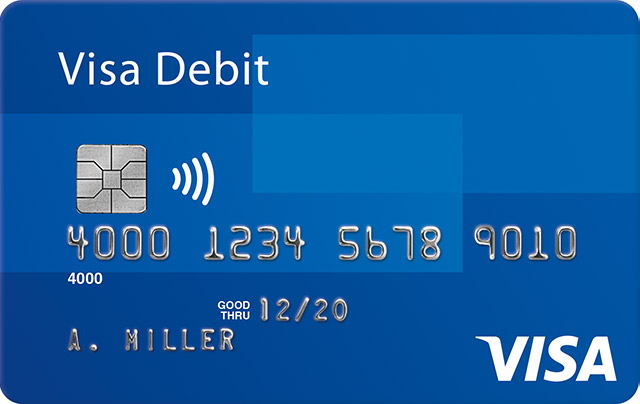 Visa Debit
4000 1234 5678 9010
4000
GOOD THRU 12/20
A. MILLER
VISA